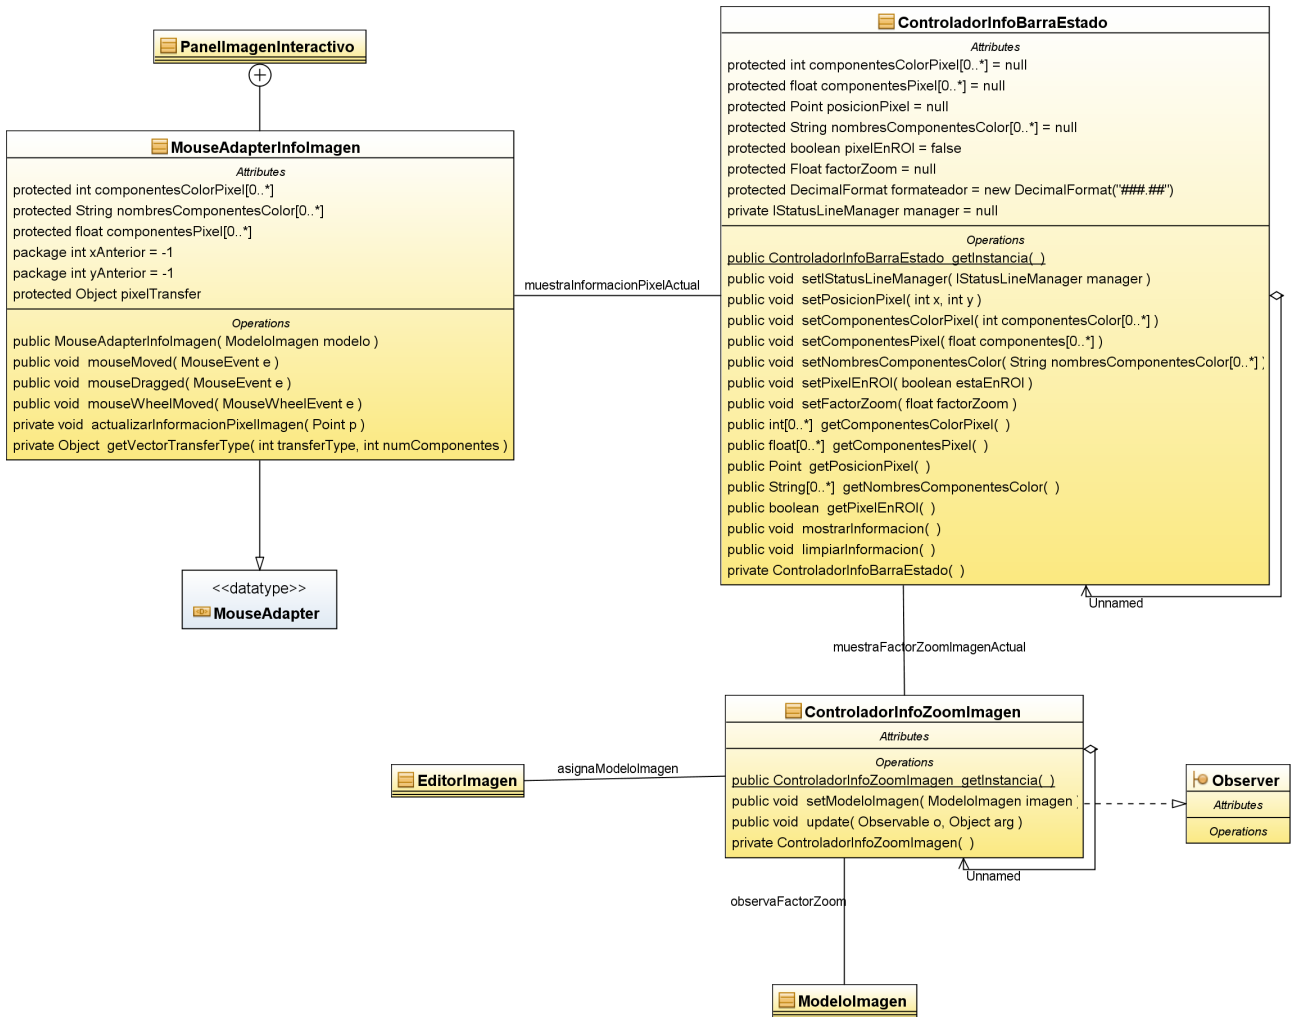 PanelImagenInteractivo
MouseAdapterInfoImagen
Attributes
protected int componentesColorPixel[0..*]
protected String nombresComponentesColor[0..*]
protected float componentesPixel[0..*]
package int xAnterior = -1
package int yAnterior = -1
protected Object pixelTransfer
Operations
public MouseAdapterInfoImagen( ModeloImagen modelo )
public void mouseMoved( MouseEvent e )
public void mouseDragged( MouseEvent e )
public void mouseWheelMoved( MouseWheelEvent e )
private void actualizarInformacionPixelImagen( Point p )
private Object getVectorTransferType( int transferType, int numComponentes )
<<datatype>>
MouseAdapter
muestraInformacionPixelActual
ControladorInfoBarraEstado
Attributes
protected int componentesColorPixel[0..*] = null
protected float componentesPixel[0..*] = null
protected Point posicionPixel = null
protected String nombresComponentesColor[0..*] = null
protected boolean pixelEnROI = false
protected Float factorZoom = null
protected DecimalFormat formateador = new DecimalFormat("###.##")
private IStatusLineManager manager = null
Operations
public ControladorInfoBarraEstado getInstancia( )
public void setIStatusLineManager( IStatusLineManager manager )
public void setPosicionPixel( int x, int y )
public void setComponentesColorPixel( int componentesColor[0..*] )
public void setComponentesPixel( float componentes[0..*] )
public void setNombresComponentesColor( String nombresComponentesColor[0..*] )
public void setPixelEnROI( boolean estaEnROI )
public void setFactorZoom( float factorZoom )
public int[0..*] getComponentesColorPixel( )
public float[0..*] getComponentesPixel( )
public Point getPosicionPixel( )
public String[0..*] getNombresComponentesColor( )
public boolean getPixelEnROI( )
public void mostrarInformacion( )
public void limpiarInformacion( )
private ControladorInfoBarraEstado( )
Unnamed
muestraFactorZoomImagenActual
ControladorInfoZoomImagen
Attributes
Operations
public ControladorInfoZoomImagen getInstancia( )
public void setModeloImagen( ModeloImagen imagen )
public void update( Observable o, Object arg )
private ControladorInfoZoomImagen( )
Unnamed
EditorImagen
asignaModeloImagen
Observer
Attributes
Operations
observaFactorZoom
ModeloImagen